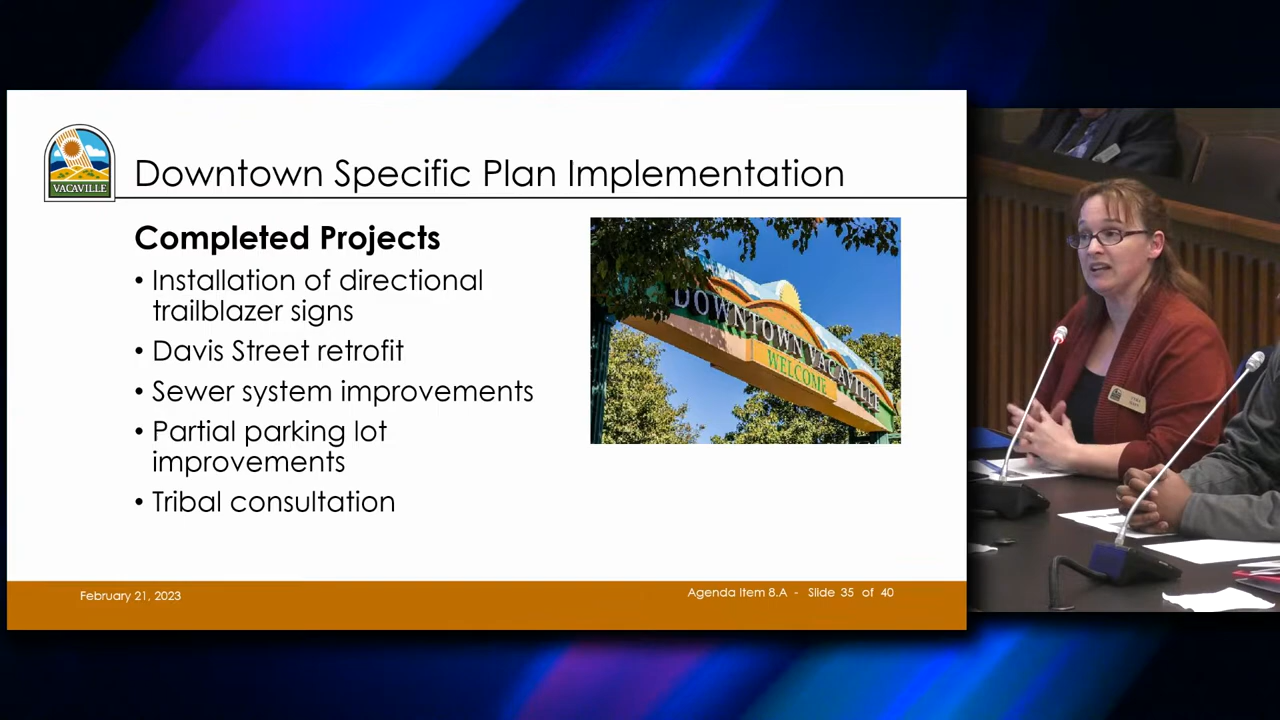 VACAVILLE
Downtown Specific Plan Implementation
Completed Projects
• Installation of directional
trailblazer signs
• Davis Street retrofit
• Sewer system improvements
• Partial parking lot
improvements
• Tribal consultation
DOWNTOWN VACAVILLE
WELCOME
February 21, 2023
Agenda Item 8.A - Slide 35 of 40